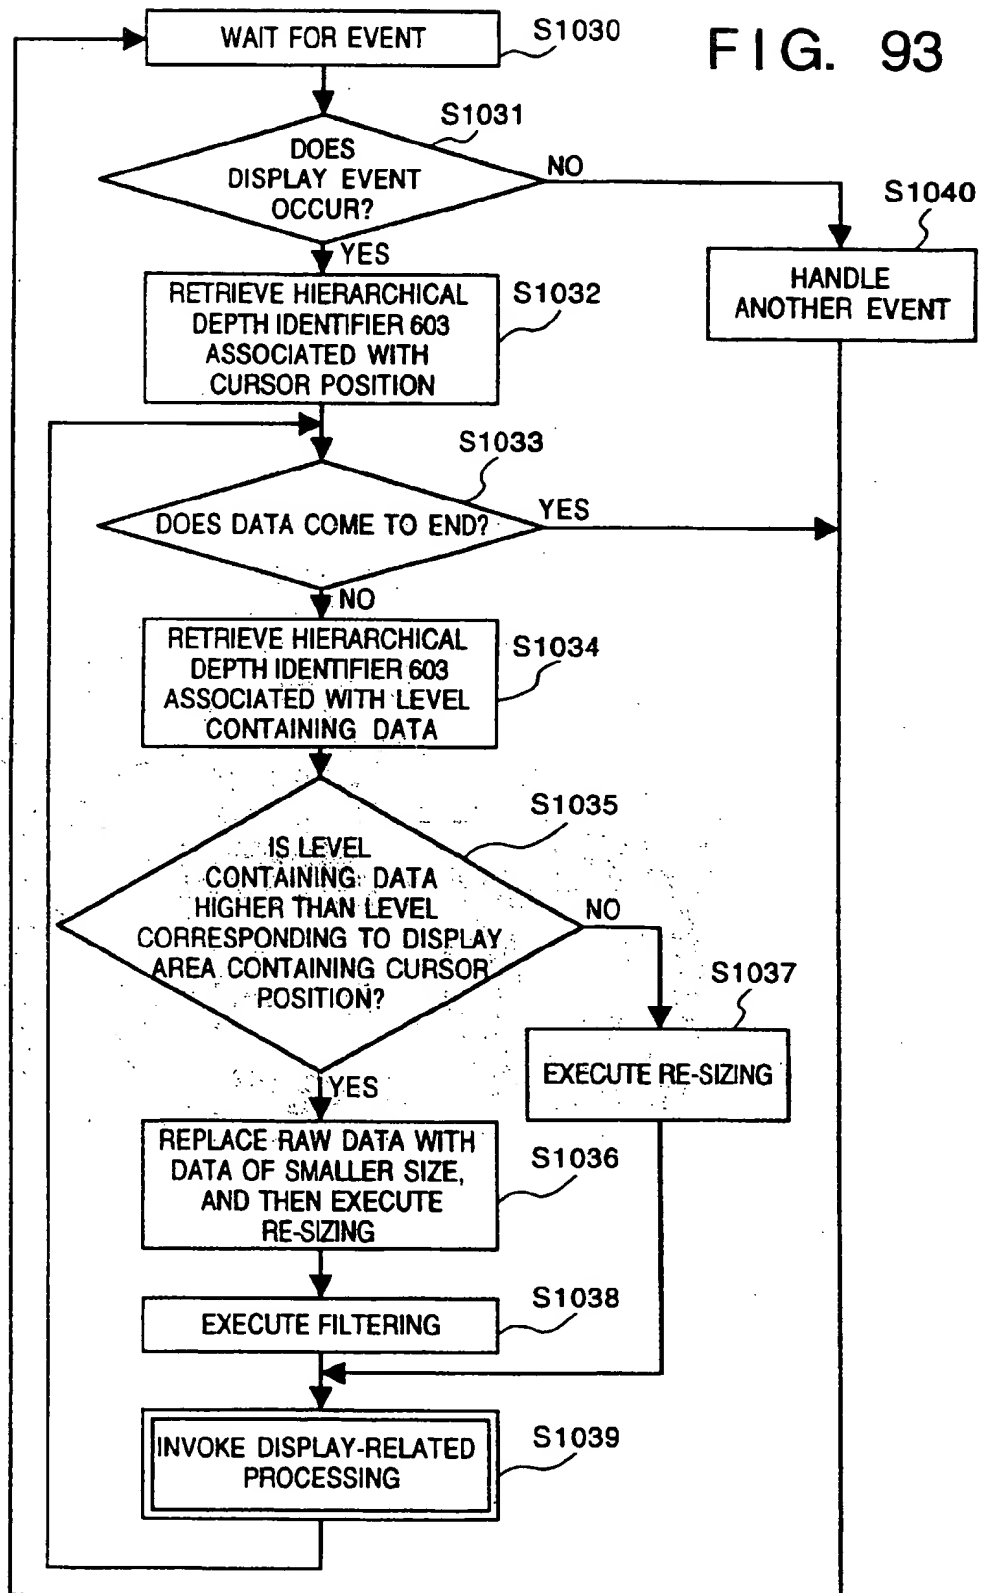 FIG. 93
WAIT FOR EVENT
S1030
S1031
DOES
DISPLAY EVENT
OCCUR?
NO
YES
S1040
HANDLE
ANOTHER EVENT
RETRIEVE HIERARCHICAL
DEPTH IDENTIFIER 603
ASSOCIATED WITH
CURSOR POSITION
S1032
S1033
DOES DATA COME TO END?
YES
NO
RETRIEVE HIERARCHICAL
DEPTH IDENTIFIER 603
ASSOCIATED WITH LEVEL
CONTAINING DATA
S1034
S1035
IS LEVEL
CONTAINING DATA
HIGHER THAN LEVEL
CORRESPONDING TO DISPLAY
AREA CONTAINING CURSOR
POSITION?
NO
YES
S1037
EXECUTE RE-SIZING
REPLACE RAW DATA WITH
DATA OF SMALLER SIZE,
AND THEN EXECUTE
RE-SIZING
S1036
EXECUTE FILTERING
S1038
INVOKE DISPLAY-RELATED
PROCESSING
S1039